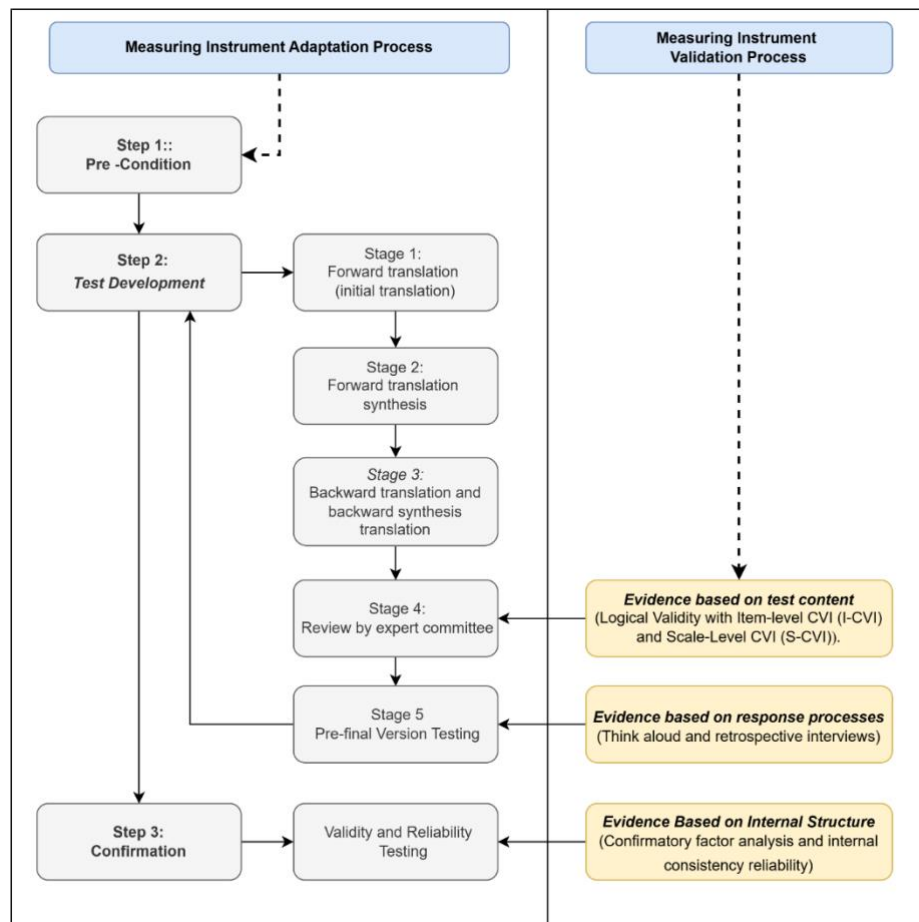 Measuring Instrument Adaptation Process
Measuring Instrument
Validation Process
Step 1::
Pre -Condition
Step 2:
Test Development
Stage 1:
Forward translation
(initial translation)
Stage 2:
Forward translation
synthesis
Stage 3:
Backward translation and
backward synthesis
translation
Stage 4:
Review by expert committee
Evidence based on test content
(Logical Validity with Item-level CVI (I-CVI)
and Scale-Level CVI (S-CVI)).
Stage 5
Pre-final Version Testing
Evidence based on response processes
(Think aloud and retrospective interviews)
Step 3:
Confirmation
Validity and Reliability
Testing
Evidence Based on Internal Structure
(Confirmatory factor analysis and internal
consistency reliability)